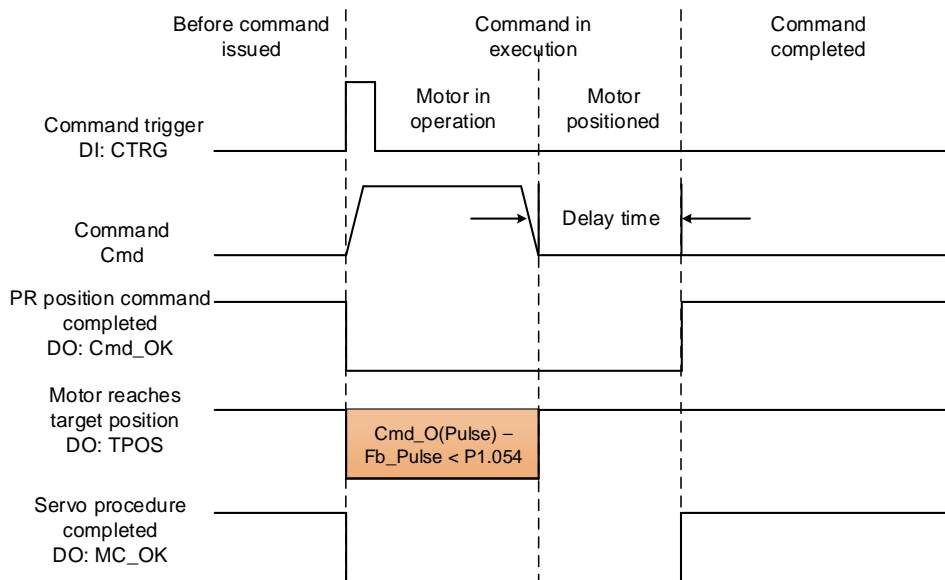 Before command
issued
Command in
execution
Command
completed
Command trigger
DI: CTRG
Motor in
operation
Motor
positioned
Command
Cmd
Delay time
PR position command
completed
DO: Cmd_OK
Motor reaches
target position
DO: TPOS
Cmd_O(Pulse) –
Fb_Pulse < P1.054
Servo procedure
completed
DO: MC_OK